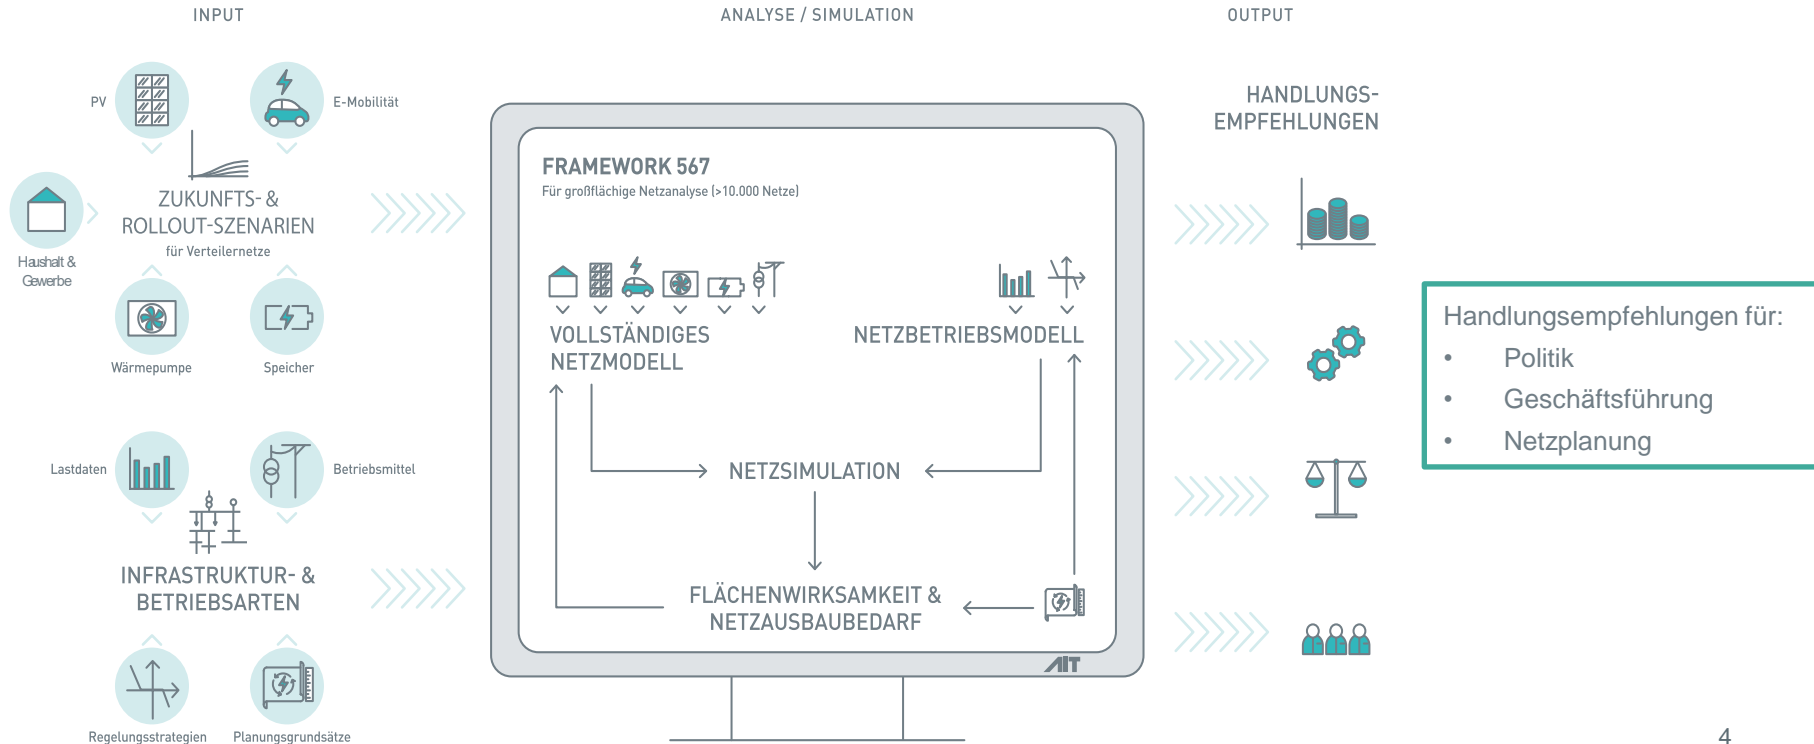 INPUT
ANALYSE / SIMULATION
OUTPUT
PV
E-Mobilität
Haushalt &
Gewerbe
ZUKUNFTS- &
ROLLOUT-SZENARIEN
für Verteilernetze
Wärmepumpe
Speicher
Lastdaten
Betriebsmittel
INFRASTRUKTUR- &
BETRIEBSARTEN
Regelungsstrategien
Planungsgrundsätze
FRAMEWORK 567
Für großflächige Netzanalyse (>10.000 Netze)
VOLLSTÄNDIGES
NETZMODELL
NETZBETRIEBSMODELL
NETZSIMULATION
FLÄCHENWIRKSAMKEIT &
NETZAUSBAUBEDARF
AIT
HANDLUNGS-
EMPFEHLUNGEN
Handlungsempfehlungen für:
• Politik
• Geschäftsführung
• Netzplanung
4